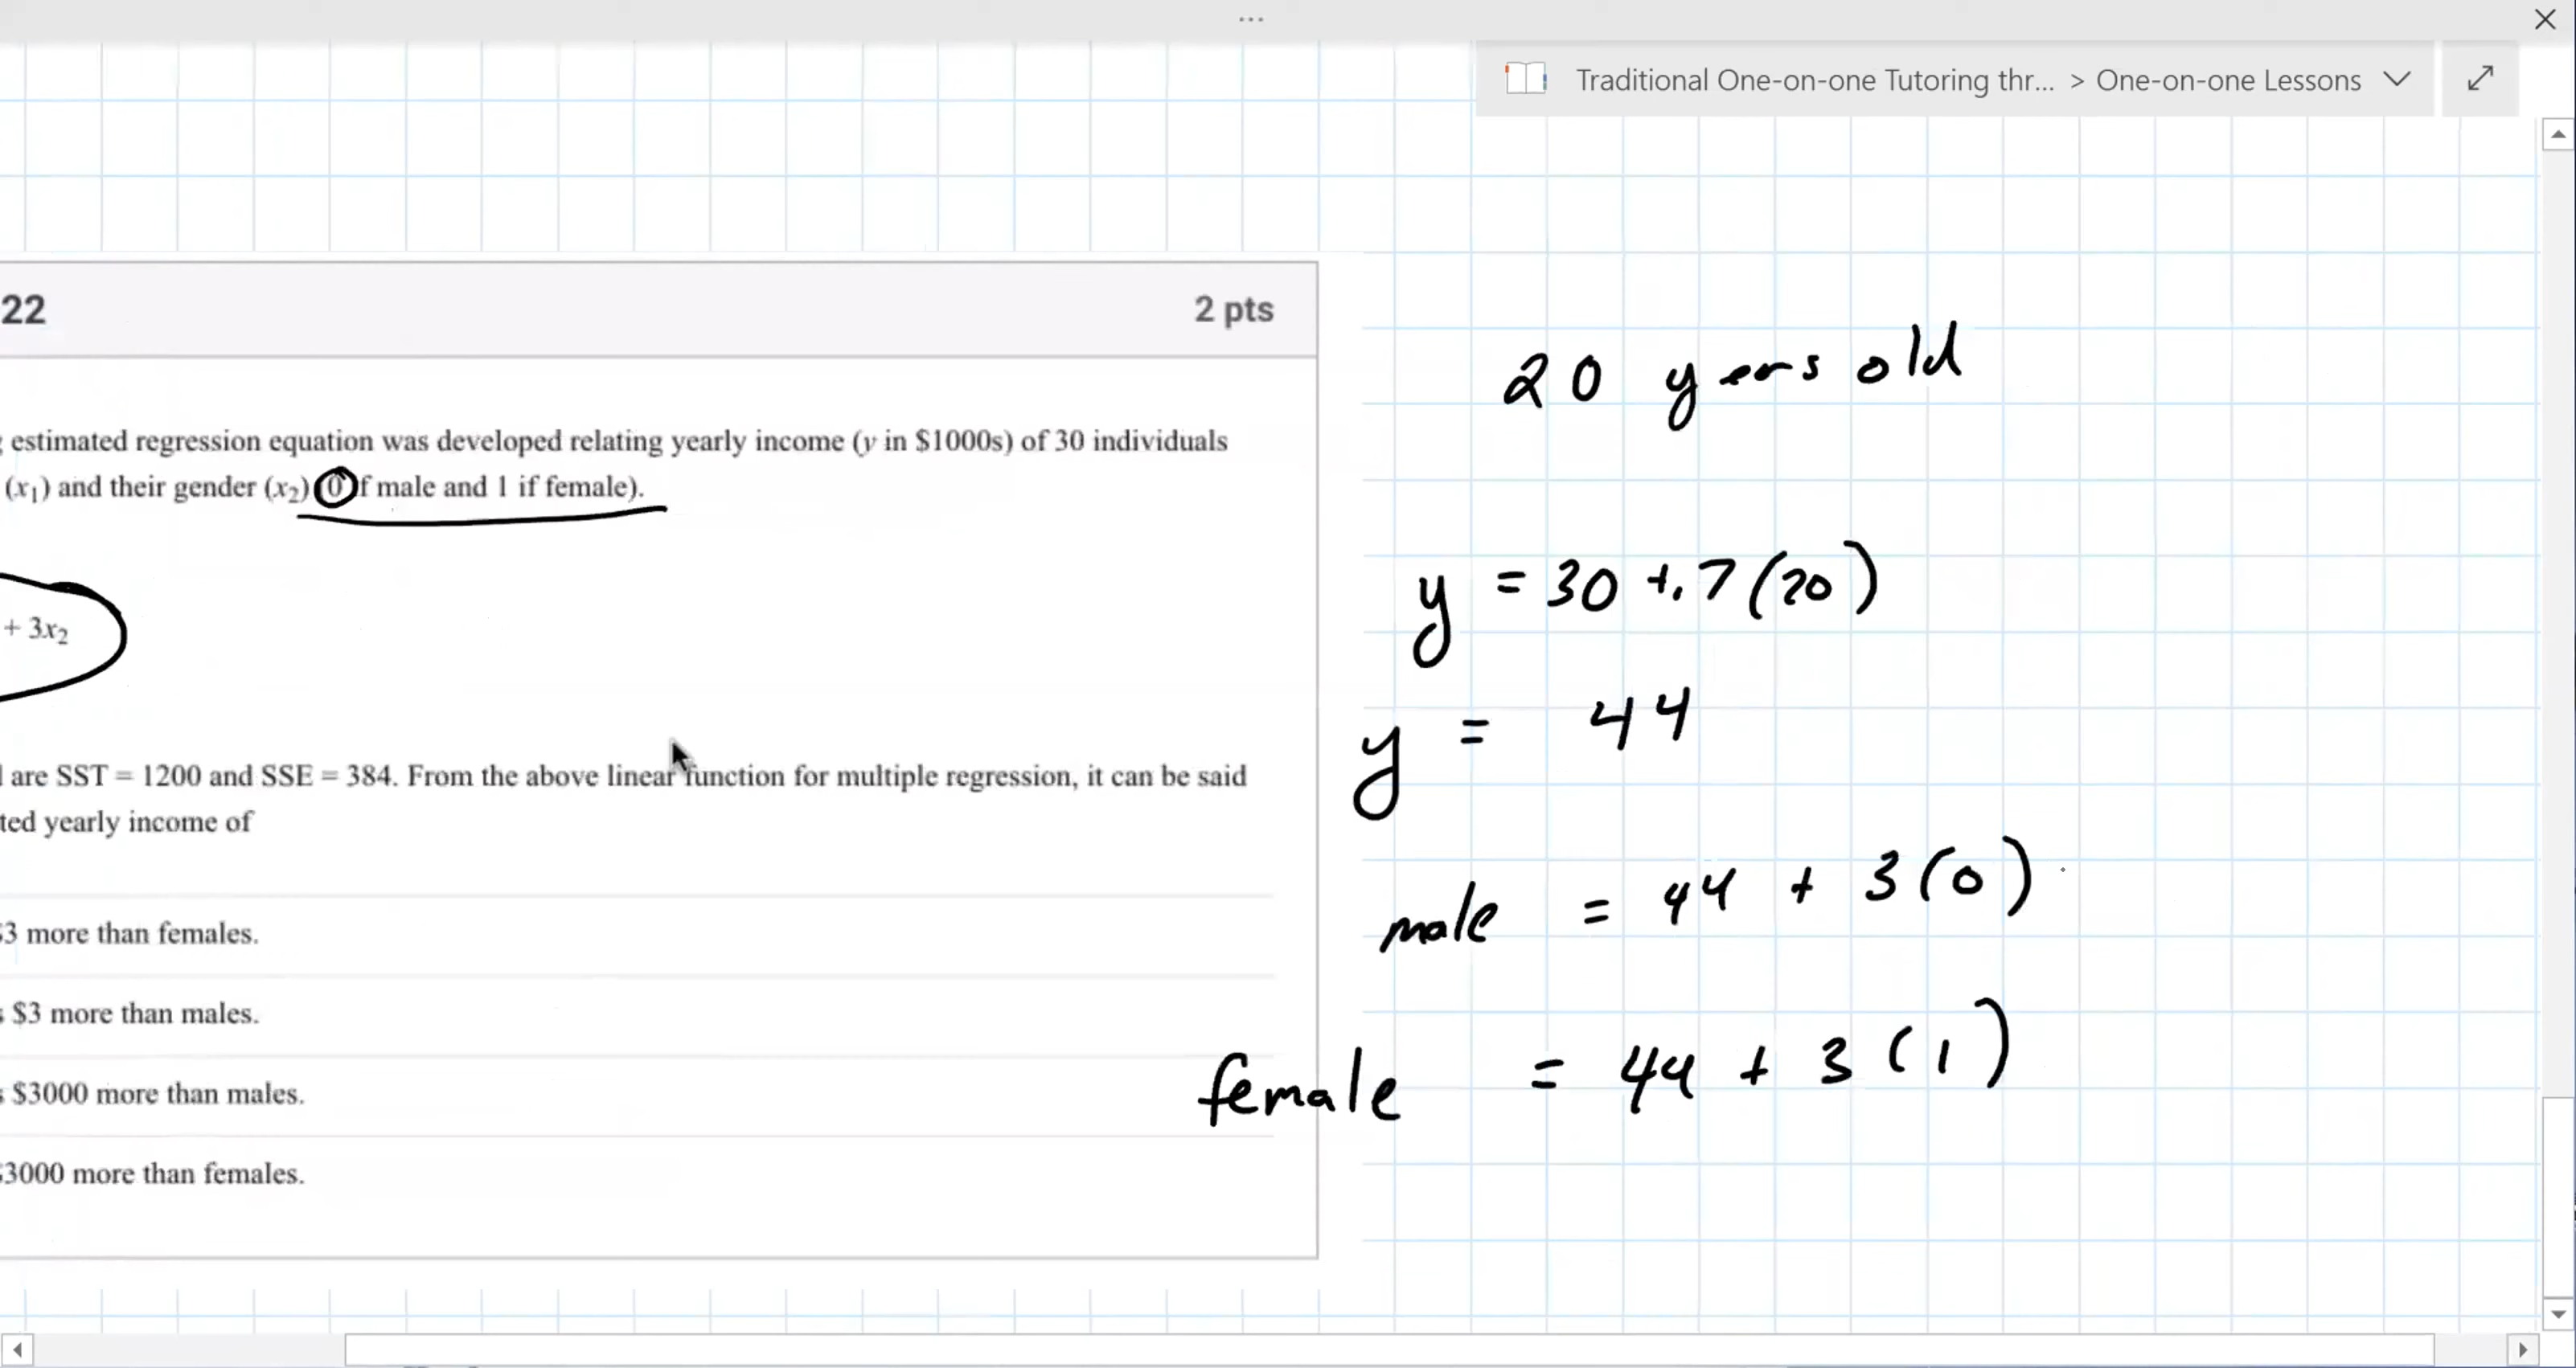 ...
Traditional One-on-one Tutoring thr... > One-on-one Lessons
22 2 pts
estimated regression equation was developed relating yearly income (y in $1000s) of 30 individuals
(x₁) and their gender (x₂) (0 if male and 1 if female).
+ 3x₂
are SST = 1200 and SSE = 384. From the above linear function for multiple regression, it can be said
ted yearly income of
$3 more than females.
$3 more than males.
$3000 more than males.
$3000 more than females.
20 years old
y = 30 + .7(20)
y = 44
male = 44 + 3(0)
female = 44 + 3(1)